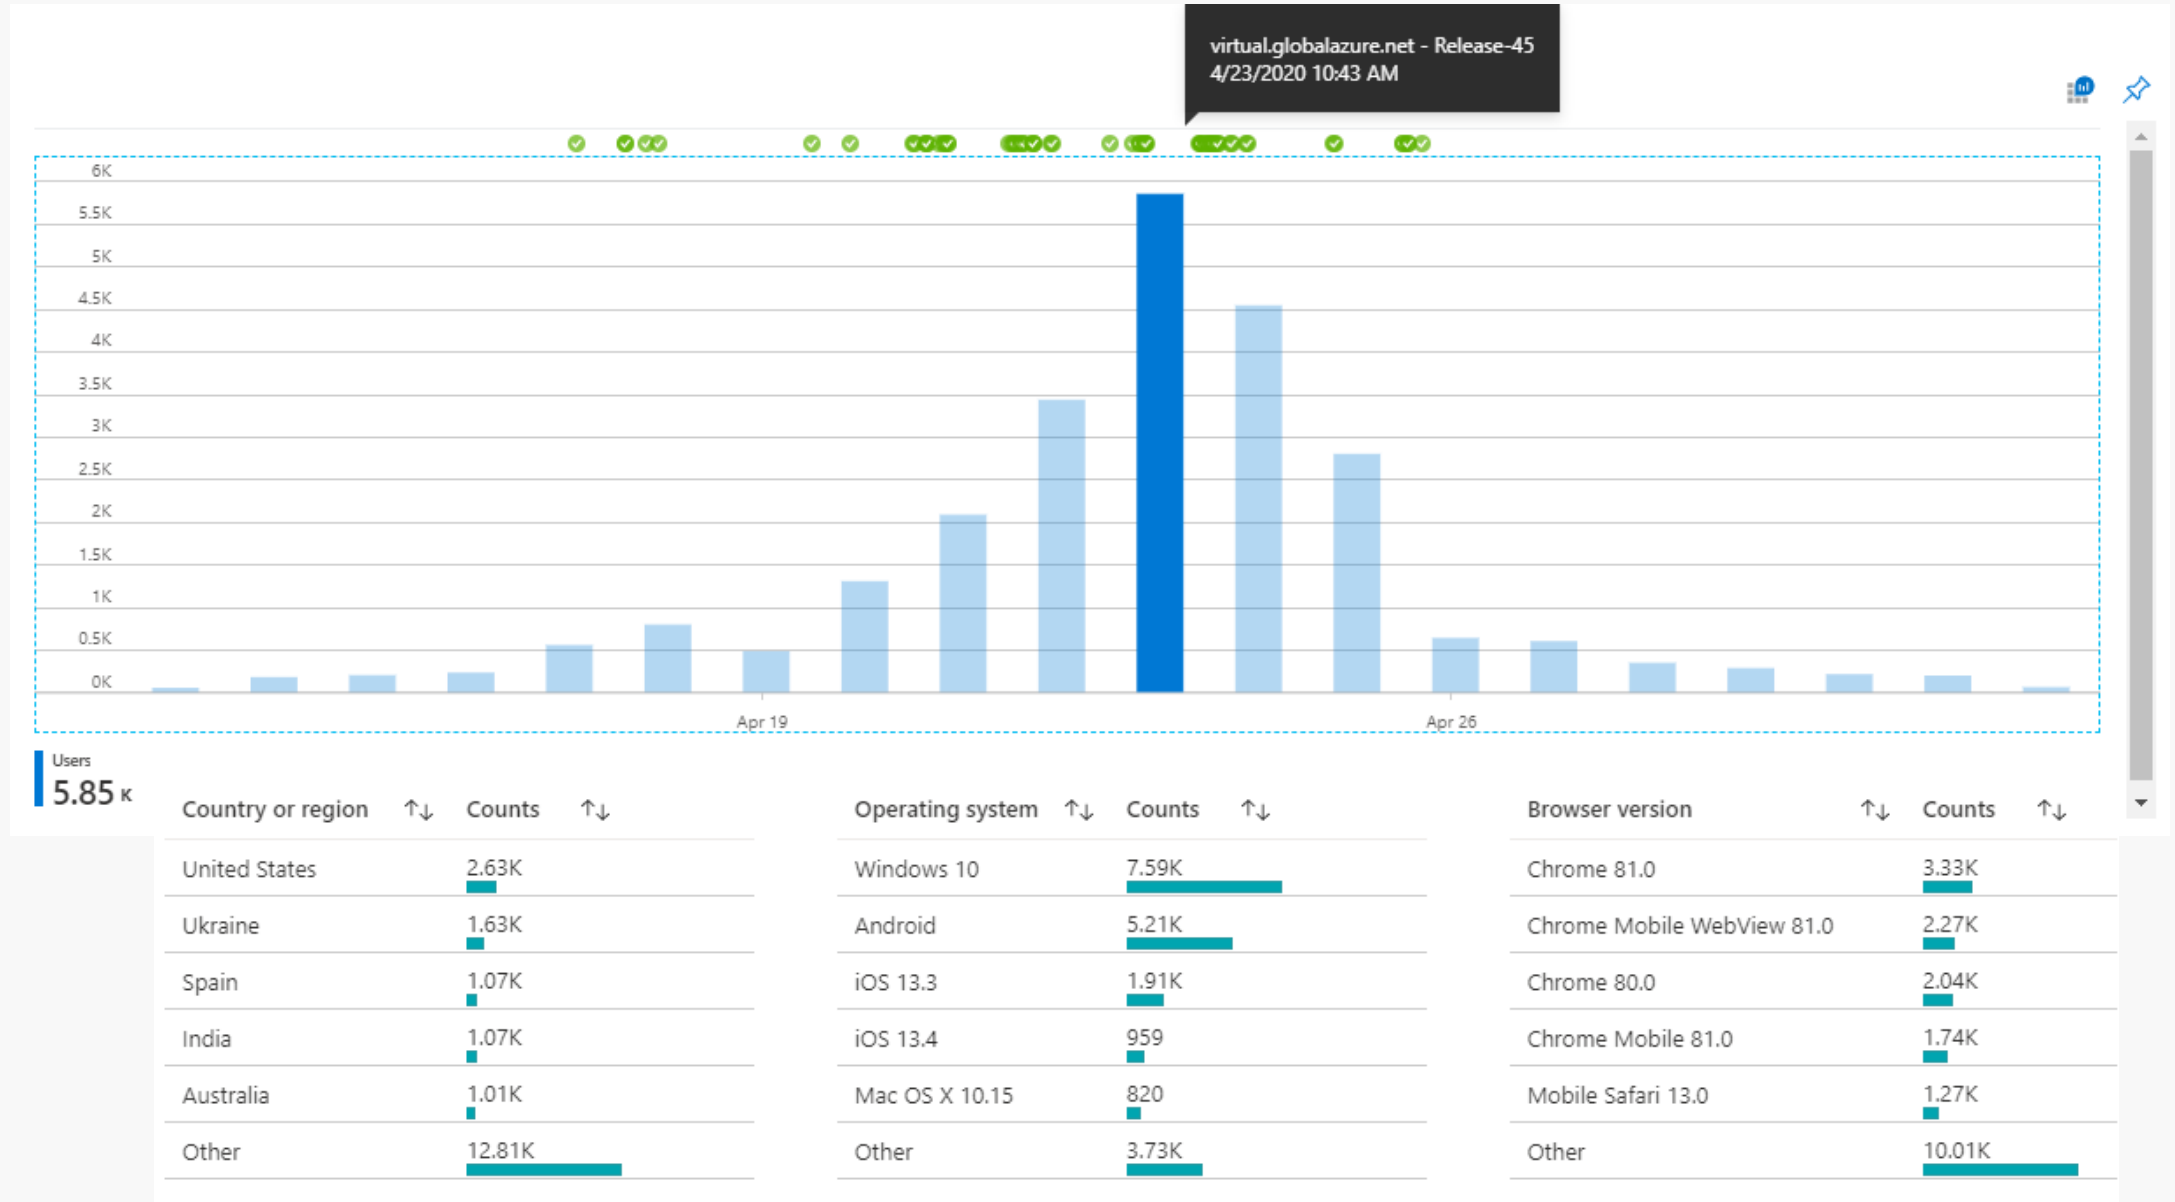 virtual.globalazure.net - Release-45
4/23/2020 10:43 AM
6K
5.5K
5K
4.5K
4K
3.5K
3K
2.5K
2K
1.5K
1K
0.5K
0K
Apr 19
Apr 26
Users
5.85 K
Country or region
Counts
United States
2.63K
Ukraine
1.63K
Spain
1.07K
India
1.07K
Australia
1.01K
Other
12.81K
Operating system
Counts
Windows 10
7.59K
Android
5.21K
iOS 13.3
1.91K
iOS 13.4
959
Mac OS X 10.15
820
Other
3.73K
Browser version
Counts
Chrome 81.0
3.33K
Chrome Mobile WebView 81.0
2.27K
Chrome 80.0
2.04K
Chrome Mobile 81.0
1.74K
Mobile Safari 13.0
1.27K
Other
10.01K